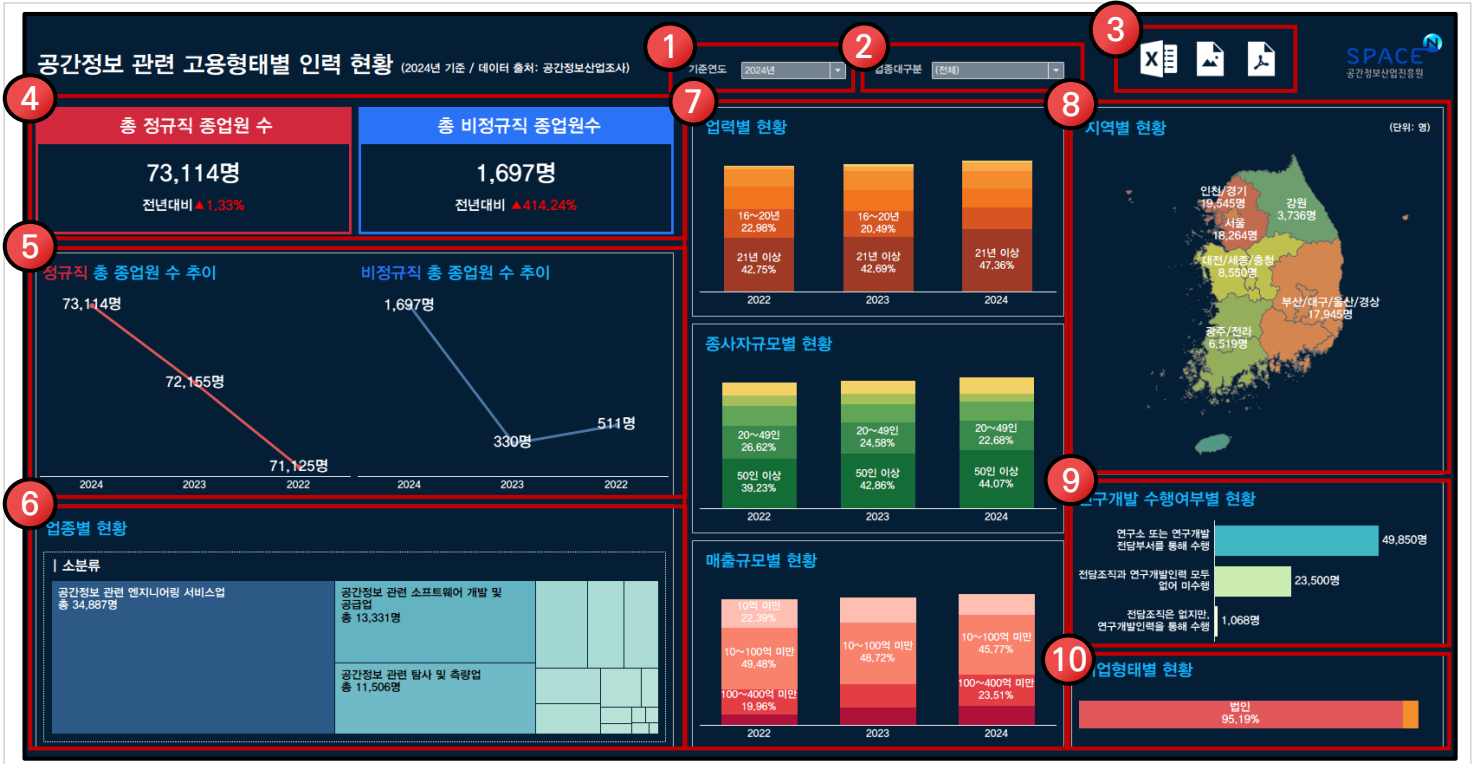 공간정보 관련 고용형태별 인력 현황 (2024년 기준 / 데이터 출처: 공간정보산업조사)
1
기준연도
2024년
2
업종대구분
(전체)
3
SPACE N
공간정보산업진흥원
4
총 정규직 종업원 수
73,114명
전년대비 ▲1.33%
총 비정규직 종업원수
1,697명
전년대비 ▲414.24%
5
정규직 총 종업원 수 추이
73,114명
72,155명
71,125명
2024
2023
2022
비정규직 총 종업원 수 추이
1,697명
330명
511명
2024
2023
2022
6
업종별 현황
| 소분류
공간정보 관련 엔지니어링 서비스업
총 34,887명
공간정보 관련 소프트웨어 개발 및
공급업
총 13,331명
공간정보 관련 탐사 및 측량업
총 11,506명
7
업력별 현황
16~20년
22.98%
21년 이상
42.75%
2022
16~20년
20.49%
21년 이상
42.69%
2023
21년 이상
47.36%
2024
종사자규모별 현황
20~49인
26.62%
50인 이상
39.23%
2022
20~49인
24.58%
50인 이상
42.86%
2023
20~49인
22.68%
50인 이상
44.07%
2024
매출규모별 현황
10억 미만
22.39%
10~100억 미만
49.48%
100~400억 미만
19.96%
2022
10~100억 미만
48.72%
2023
10~100억 미만
45.77%
100~400억 미만
23.51%
2024
8
지역별 현황
(단위: 명)
인천/경기
19,545명
강원
3,736명
서울
18,264명
대전/세종/충청
8,550명
부산/대구/울산/경상
17,945명
광주/전라
6,519명
9
연구개발 수행여부별 현황
연구소 또는 연구개발
전담부서를 통해 수행
49,850명
전담조직과 연구개발인력 모두
없어 미수행
23,500명
전담조직은 없지만,
연구개발인력을 통해 수행
1,068명
10
기업형태별 현황
법인
95.19%